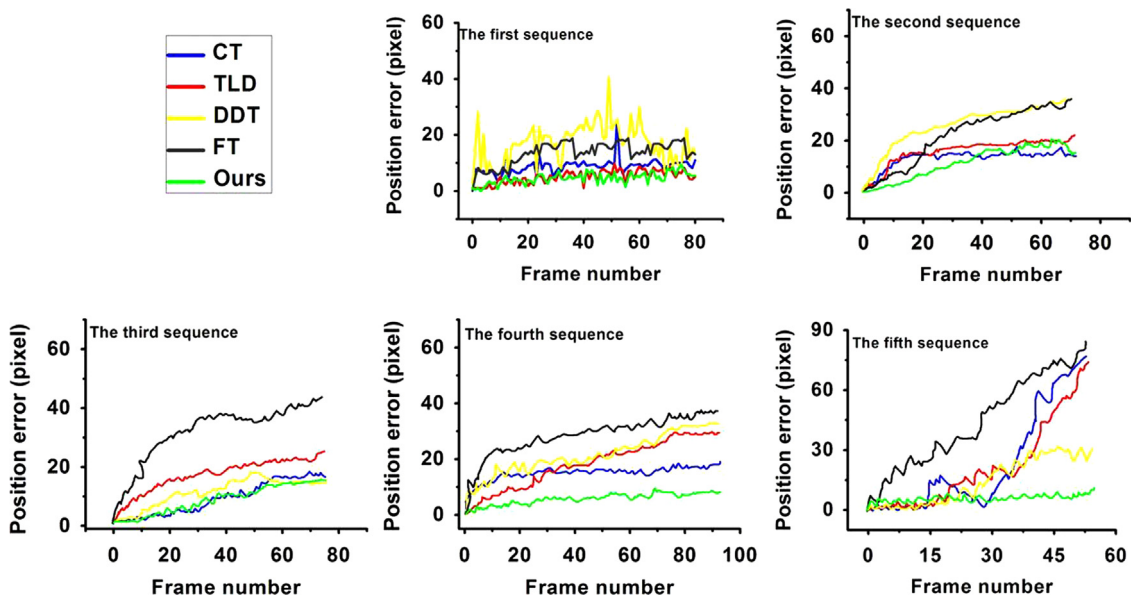 CT
TLD
DDT
FT
Ours
Position error (pixel)
60
40
20
0
The first sequence
0 20 40 60 80
Frame number
Position error (pixel)
60
40
20
0
The second sequence
0 20 40 60 80
Frame number
Position error (pixel)
60
40
20
0
The third sequence
0 20 40 60 80
Frame number
Position error (pixel)
60
40
20
0
The fourth sequence
0 20 40 60 80 100
Frame number
Position error (pixel)
90
60
30
0
The fifth sequence
0 15 30 45 60
Frame number